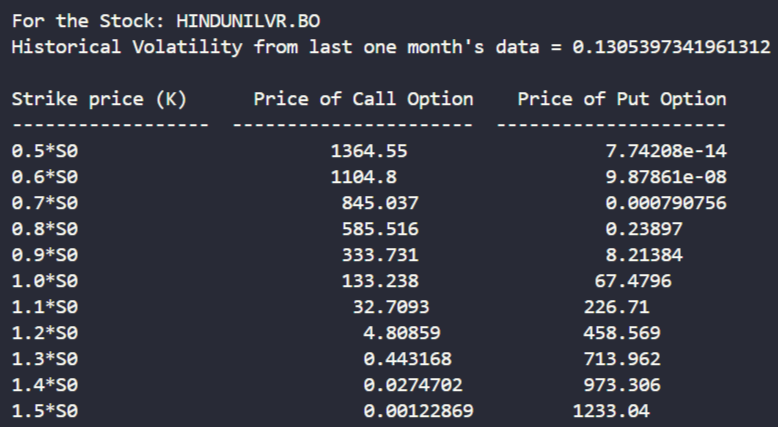 For the Stock: HINDUNILVR.BO
Historical Volatility from last one month's data = 0.1305397341961312
Strike price (K) Price of Call Option Price of Put Option
------------------ ---------------------- ---------------------
0.5*S0 1364.55 7.74208e-14
0.6*S0 1104.8 9.87861e-08
0.7*S0 845.037 0.000790756
0.8*S0 585.516 0.23897
0.9*S0 333.731 8.21384
1.0*S0 133.238 67.4796
1.1*S0 32.7093 226.71
1.2*S0 4.80859 458.569
1.3*S0 0.443168 713.962
1.4*S0 0.0274702 973.306
1.5*S0 0.00122869 1233.04